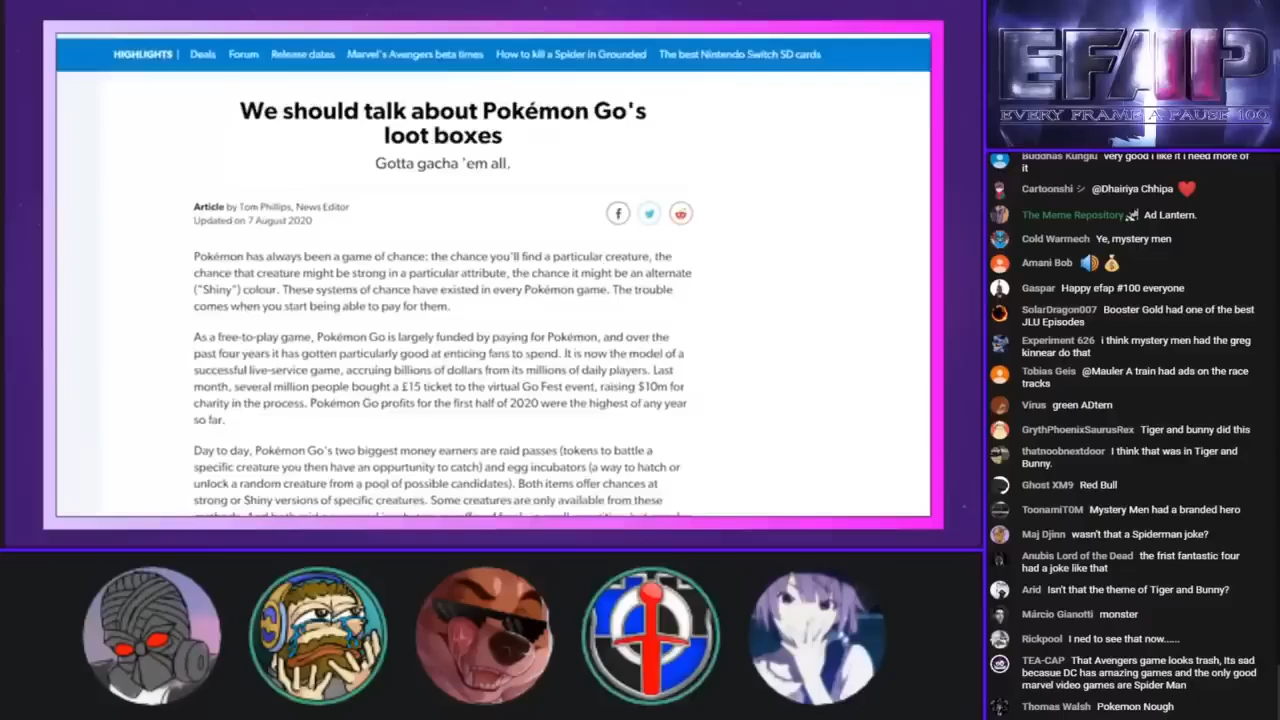 HIGHLIGHTS | Deals Forum Release dates Marvel's Avengers beta times How to kill a Spider in Grounded The best Nintendo Switch SD cards
We should talk about Pokémon Go's
loot boxes
Gotta gacha 'em all.
Article by Tom Phillips, News Editor
Updated on 7 August 2020
Pokémon has always been a game of chance: the chance you'll find a particular creature, the
chance that creature might be strong in a particular attribute, the chance it might be an alternate
("Shiny") colour. These systems of chance have existed in every Pokémon game. The trouble
comes when you start being able to pay for them.
As a free-to-play game, Pokémon Go is largely funded by paying for Pokémon, and over the
past four years it has gotten particularly good at enticing fans to spend. It is now the model of a
successful live-service game, accruing billions of dollars from its millions of daily players. Last
month, several million people bought a £15 ticket to the virtual Go Fest event, raising $10m for
charity in the process. Pokémon Go profits for the first half of 2020 were the highest of any year
so far.
Day to day, Pokémon Go's two biggest money earners are raid passes (tokens to battle a
specific creature you then have an opportunity to catch) and egg incubators (a way to hatch or
unlock a random creature from a pool of possible candidates). Both items offer chances at
strong or Shiny versions of specific creatures. Some creatures are only available from these
EFAP
EVERY FRAME A PAUSE 100
Buddhas Kungfu very good i like it i need more of
it
Cartoonshi シ @Dhairiya Chhipa ❤️
The Meme Repository Ad Lantern.
Cold Warmech Ye, mystery men
Amani Bob 🔊 💰
Gaspar Happy efap #100 everyone
SolarDragon007 Booster Gold had one of the best
JLU Episodes
Experiment 626 i think mystery men had the greg
kinnear do that
Tobias Geis @Mauler A train had ads on the race
tracks
Virus green ADtern
GrythPhoenixSaurusRex Tiger and bunny did this
thatnoobnextdoor I think that was in Tiger and
Bunny.
Ghost XM9 Red Bull
ToonamiT0M Mystery Men had a branded hero
Maj Djinn wasn't that a Spiderman joke?
Anubis Lord of the Dead the frist fantastic four
had a joke like that
Arid Isn't that the theme of Tiger and Bunny?
Márcio Gianotti monster
Rickpool I ned to see that now......
TEA-CAP That Avengers game looks trash, Its sad
becasue DC has amazing games and the only good
marvel video games are Spider Man
Thomas Walsh Pokemon Nough